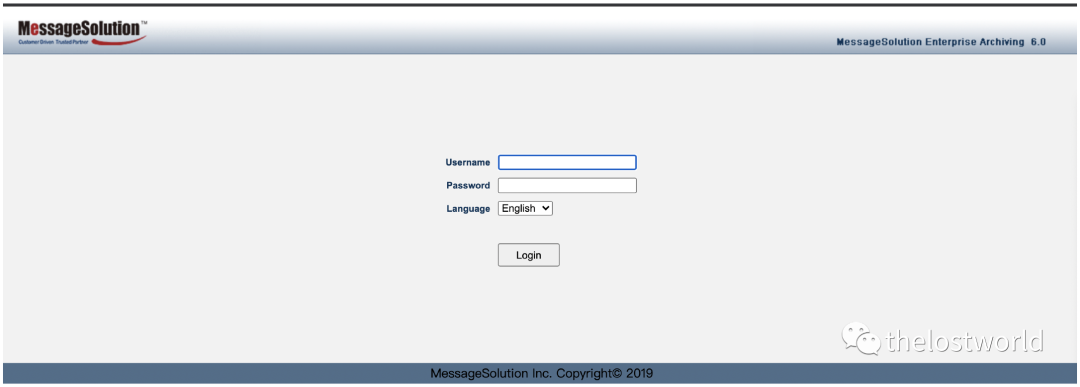 MessageSolution™
Customer Driven Trusted Partner
MessageSolution Enterprise Archiving 6.0
Username
Password
Language English
Login
thelostworld
MessageSolution Inc. Copyright© 2019